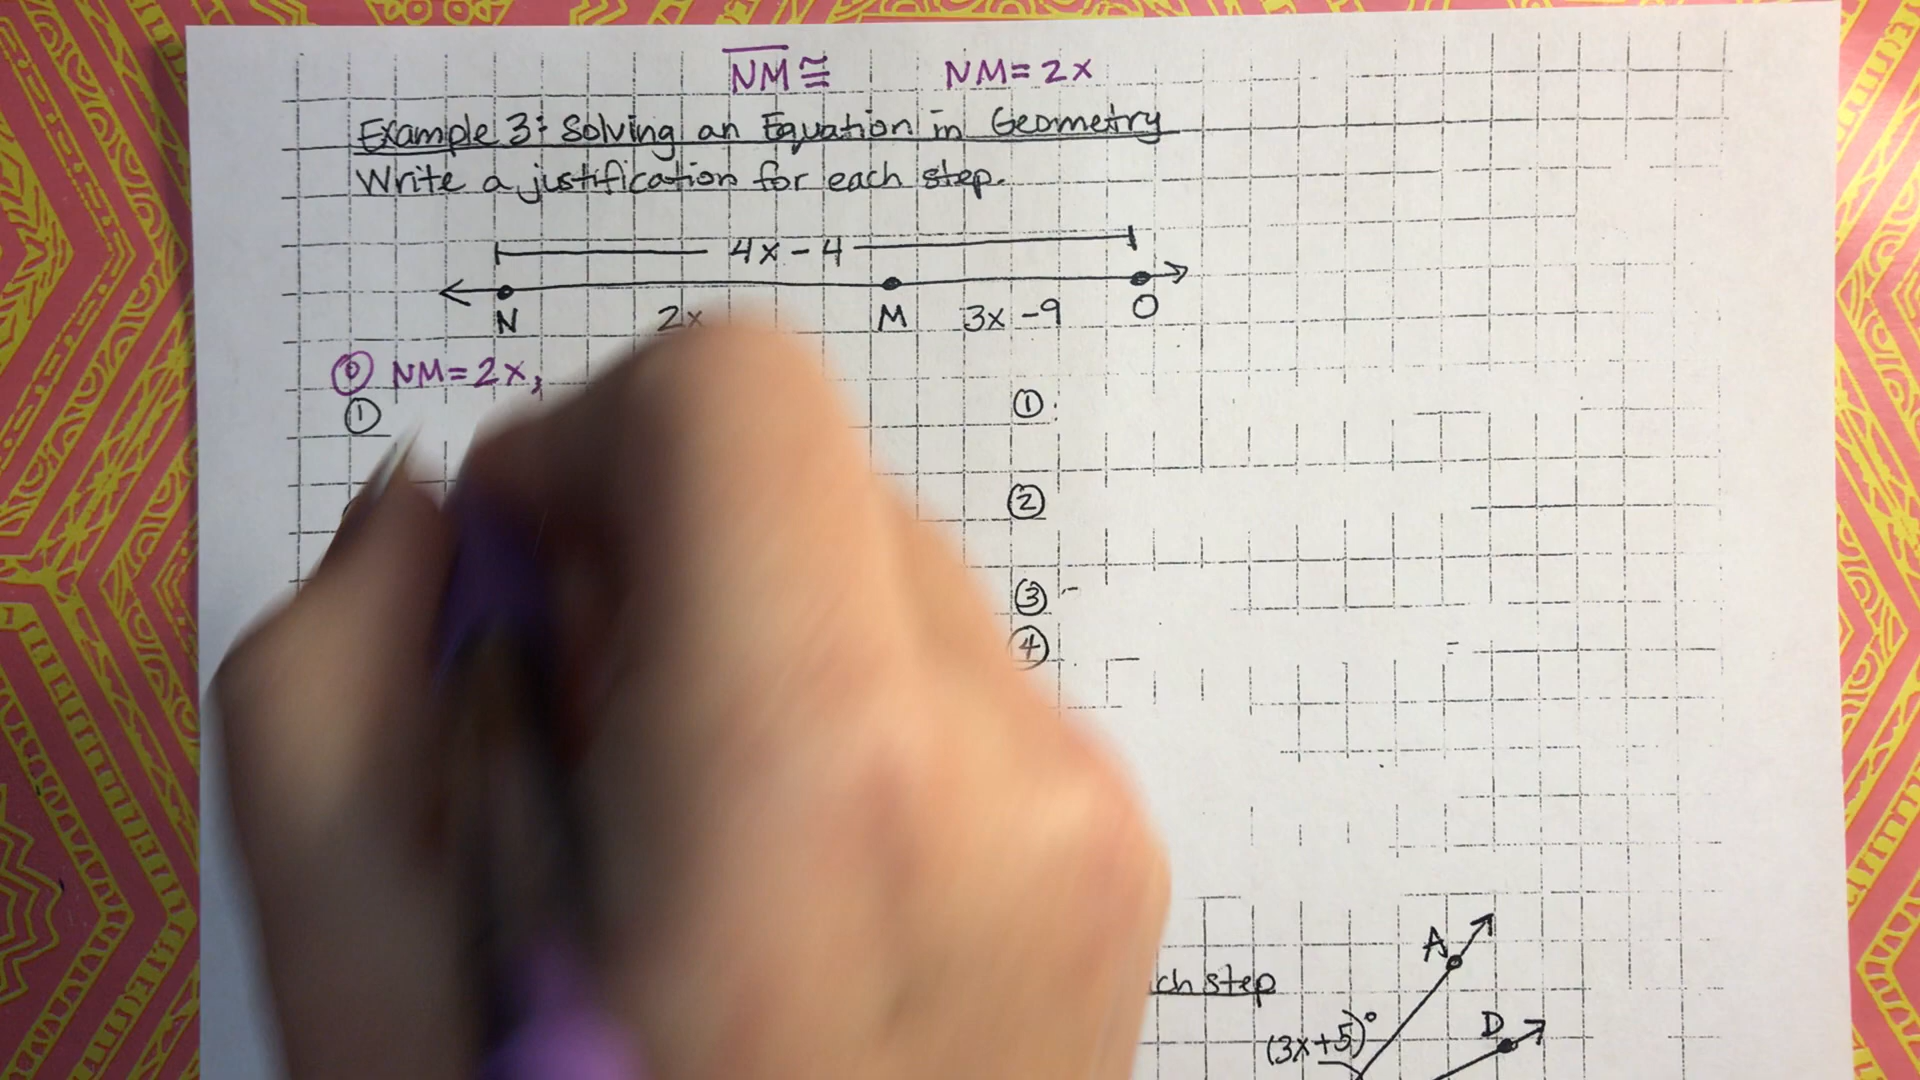 NM ≅ NM = 2x
Example 3: Solving an Equation in Geometry
Write a justification for each step.
4x - 4
N 2x M 3x - 9 O
⓪ NM = 2x,
① ①
②
③
④
ch step
A
(3x+5)° D